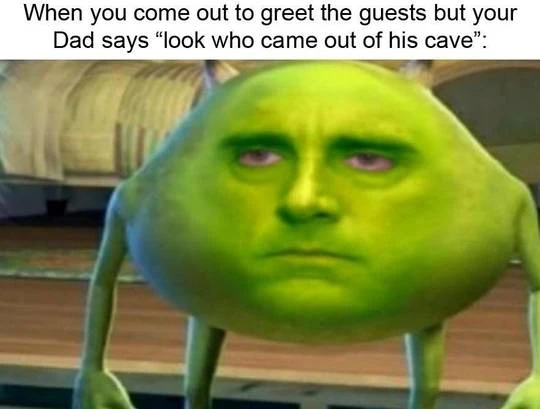 When you come out to greet the guests but your
Dad says “look who came out of his cave”: